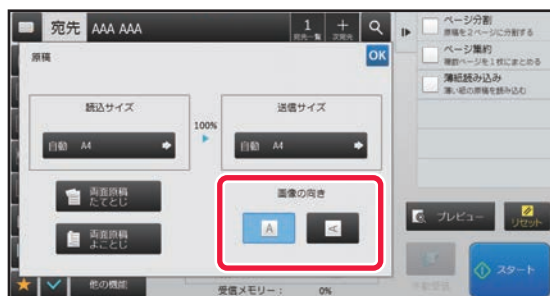 宛先 AAA AAA
1
宛先一覧
次宛先
原稿
OK
読込サイズ
100%
送信サイズ
自動 A4
自動 A4
両面原稿
たてとじ
両面原稿
よことじ
画像の向き
A
A
他の機能
受信メモリー： 0%
ページ分割
原稿を2ページに分割する
ページ集約
複数ページを1枚にまとめる
薄紙読み込み
薄い紙の原稿を読み込む
プレビュー
リセット
スタート